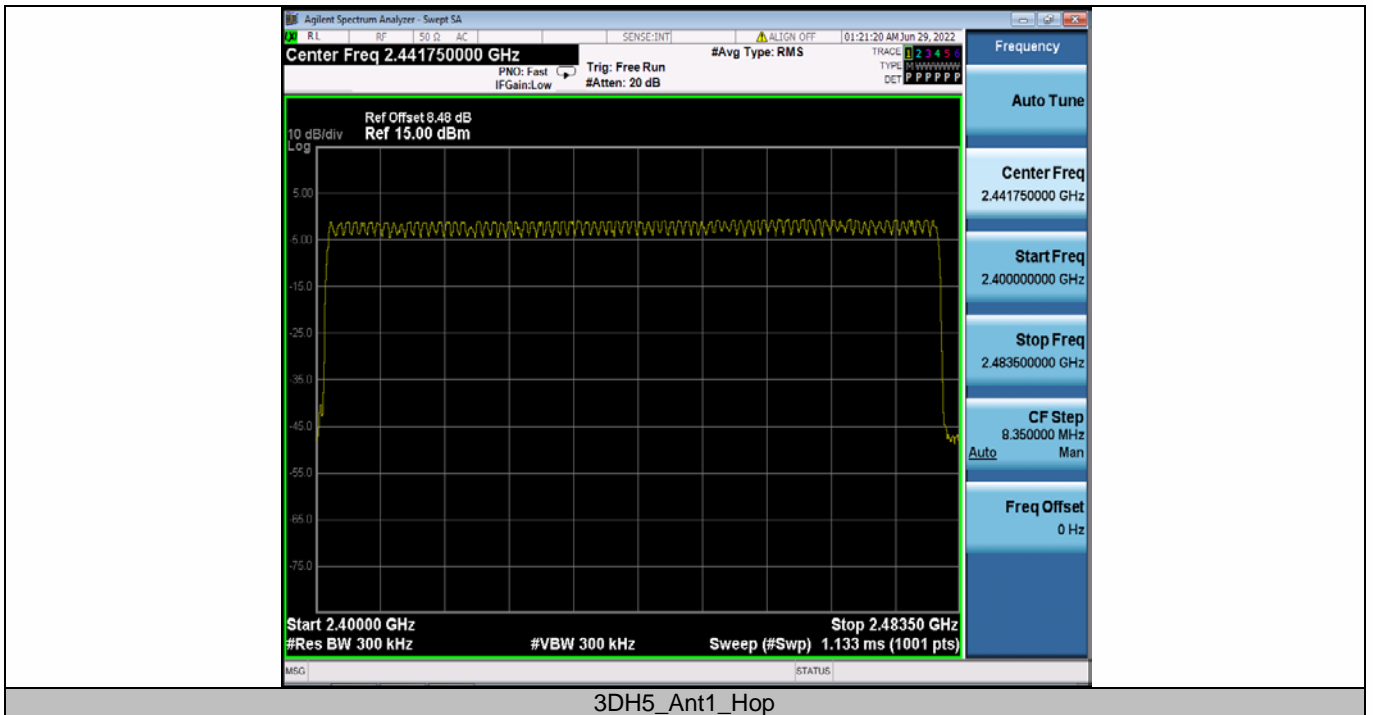 Agilent Spectrum Analyzer - Swept SA
RL RF 50 Ω AC SENSE:INT ALIGN OFF 01:21:20 AM Jun 29, 2022
Center Freq 2.441750000 GHz
#Avg Type: RMS
TRACE 1 2 3 4 5 6
PNO: Fast
Trig: Free Run
TYPE M WWWWW
IFGain:Low
#Atten: 20 dB
DET P P P P P P
Ref Offset 8.48 dB
10 dB/div Ref 15.00 dBm
Log
5.00
-5.00
-15.0
-25.0
-35.0
-45.0
-55.0
-65.0
-75.0
Start 2.40000 GHz Stop 2.48350 GHz
#Res BW 300 kHz #VBW 300 kHz Sweep (#Swp) 1.133 ms (1001 pts)
MSG STATUS
Frequency
Auto Tune
Center Freq
2.441750000 GHz
Start Freq
2.400000000 GHz
Stop Freq
2.483500000 GHz
CF Step
8.350000 MHz
Auto Man
Freq Offset
0 Hz
3DH5_Ant1_Hop